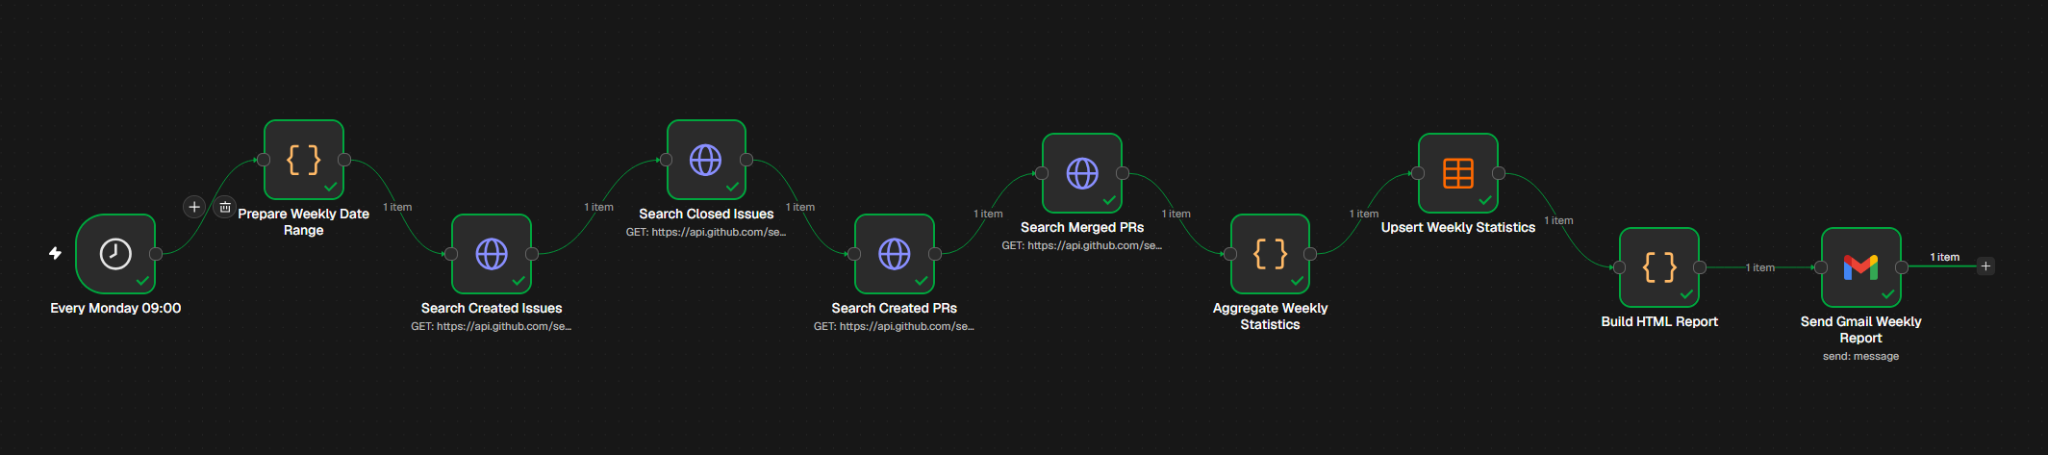 Every Monday 09:00
Prepare Weekly Date
Range
1 item
Search Created Issues
GET: https://api.github.com/se...
1 item
Search Closed Issues
GET: https://api.github.com/se...
1 item
Search Created PRs
GET: https://api.github.com/se...
1 item
Search Merged PRs
GET: https://api.github.com/se...
1 item
Aggregate Weekly
Statistics
1 item
Upsert Weekly Statistics
1 item
Build HTML Report
1 item
Send Gmail Weekly
Report
send: message
1 item